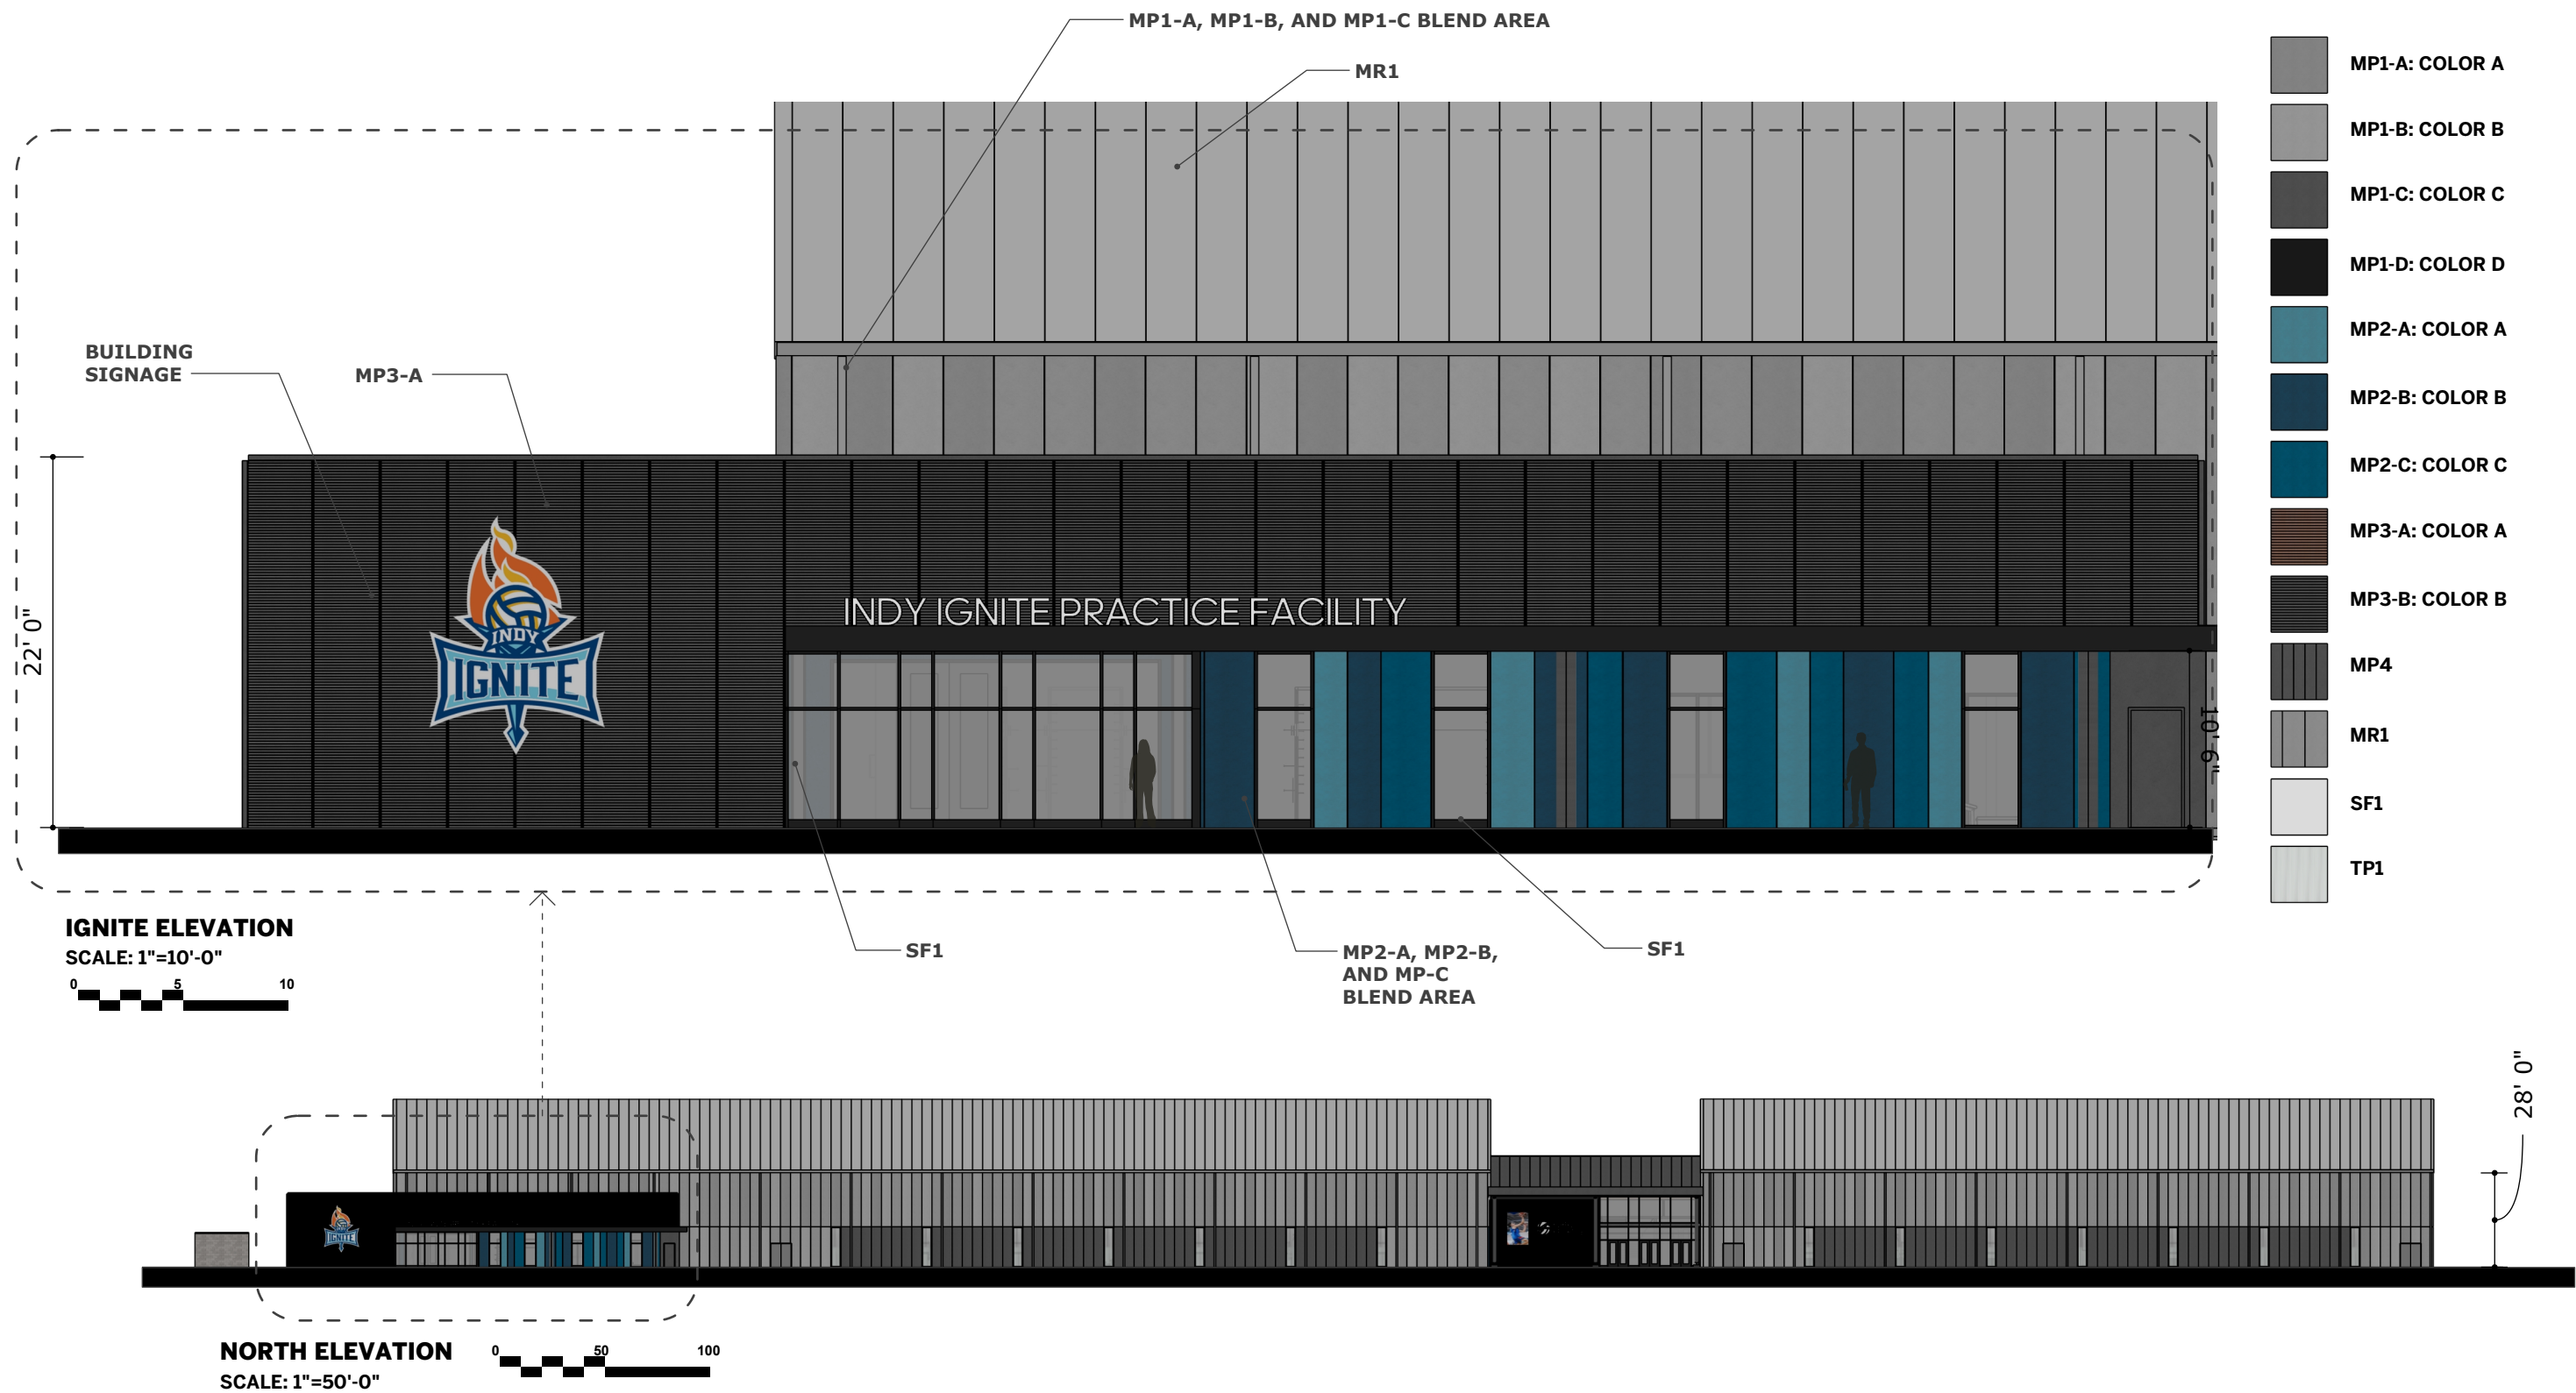 MP1-A, MP1-B, AND MP1-C BLEND AREA
MR1
BUILDING
SIGNAGE
MP3-A
22' 0"
INDY
IGNITE
INDY IGNITE PRACTICE FACILITY
10' 6"
IGNITE ELEVATION
SCALE: 1"=10'-0"
0 5 10
SF1
MP2-A, MP2-B,
AND MP-C
BLEND AREA
SF1
MP1-A: COLOR A
MP1-B: COLOR B
MP1-C: COLOR C
MP1-D: COLOR D
MP2-A: COLOR A
MP2-B: COLOR B
MP2-C: COLOR C
MP3-A: COLOR A
MP3-B: COLOR B
MP4
MR1
SF1
TP1
28' 0"
IGNITE
NORTH ELEVATION
SCALE: 1"=50'-0"
0 50 100